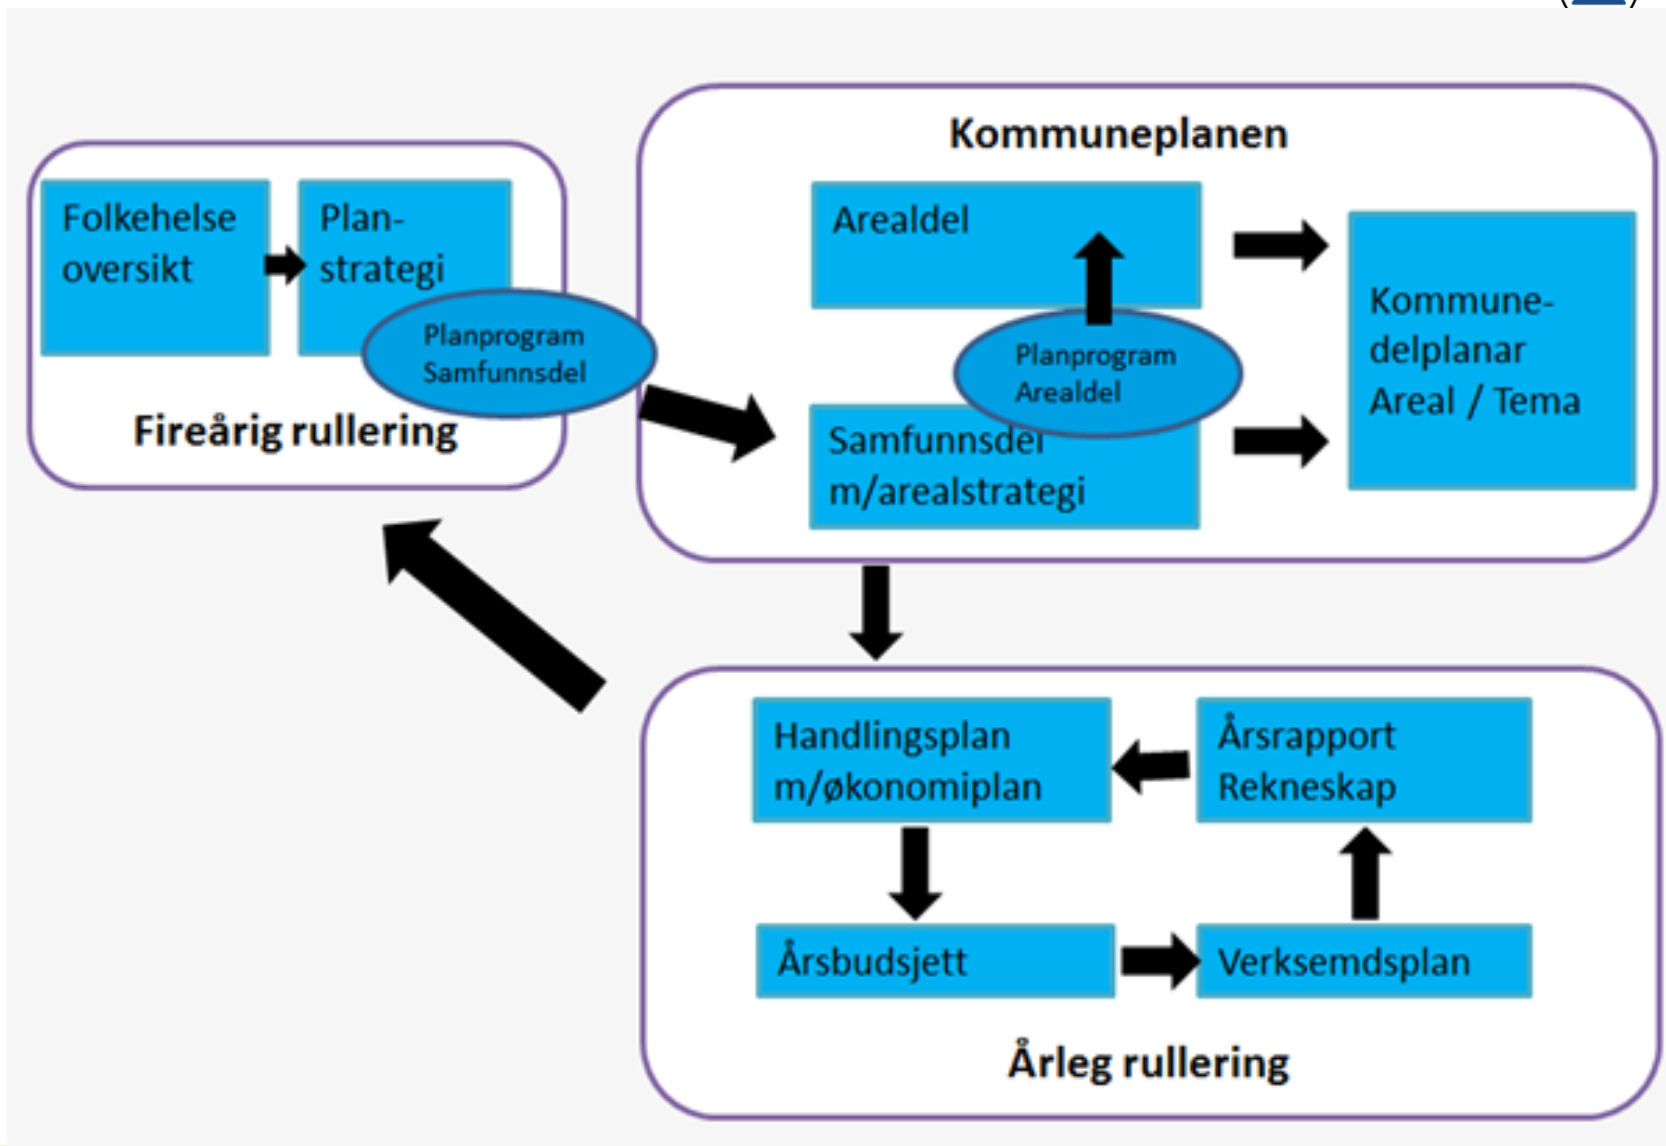 Folkehelse
oversikt
Plan-
strategi
Planprogram
Samfunnsdel
Fireårig rullering
Kommuneplanen
Arealdel
Planprogram
Arealdel
Samfunnsdel
m/arealstrategi
Kommune-
delplanar
Areal / Tema
Handlingsplan
m/økonomiplan
Årsrapport
Rekneskap
Årsbudsjett
Verksemdsplan
Årleg rullering